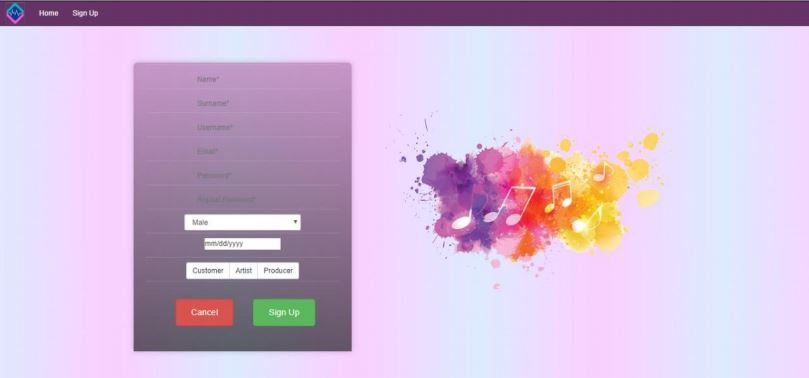 Home Sign Up
Name*
Surname*
Username*
Email*
Password*
Repeat Password*
Male
mm/dd/yyyy
Customer Artist Producer
Cancel Sign Up